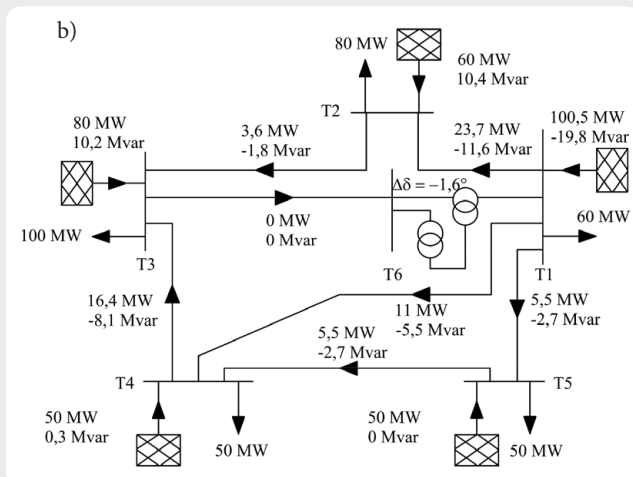 b)
80 MW
60 MW
10,4 Mvar
T2
80 MW
10,2 Mvar
3,6 MW
-1,8 Mvar
23,7 MW
-11,6 Mvar
100,5 MW
-19,8 Mvar
Δδ = −1,6°
0 MW
0 Mvar
60 MW
100 MW
T3
T6
T1
16,4 MW
-8,1 Mvar
11 MW
-5,5 Mvar
5,5 MW
-2,7 Mvar
5,5 MW
-2,7 Mvar
T4
T5
50 MW
0,3 Mvar
50 MW
50 MW
0 Mvar
50 MW